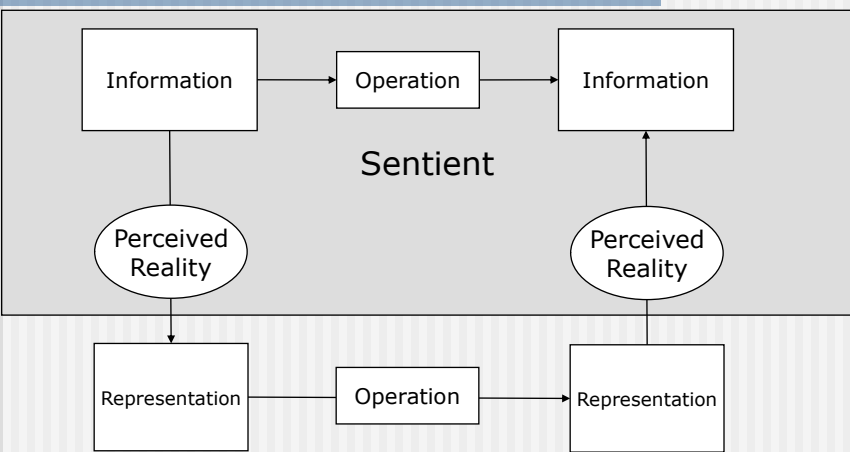 Information
Operation
Information
Sentient
Perceived
Reality
Perceived
Reality
Representation
Operation
Representation